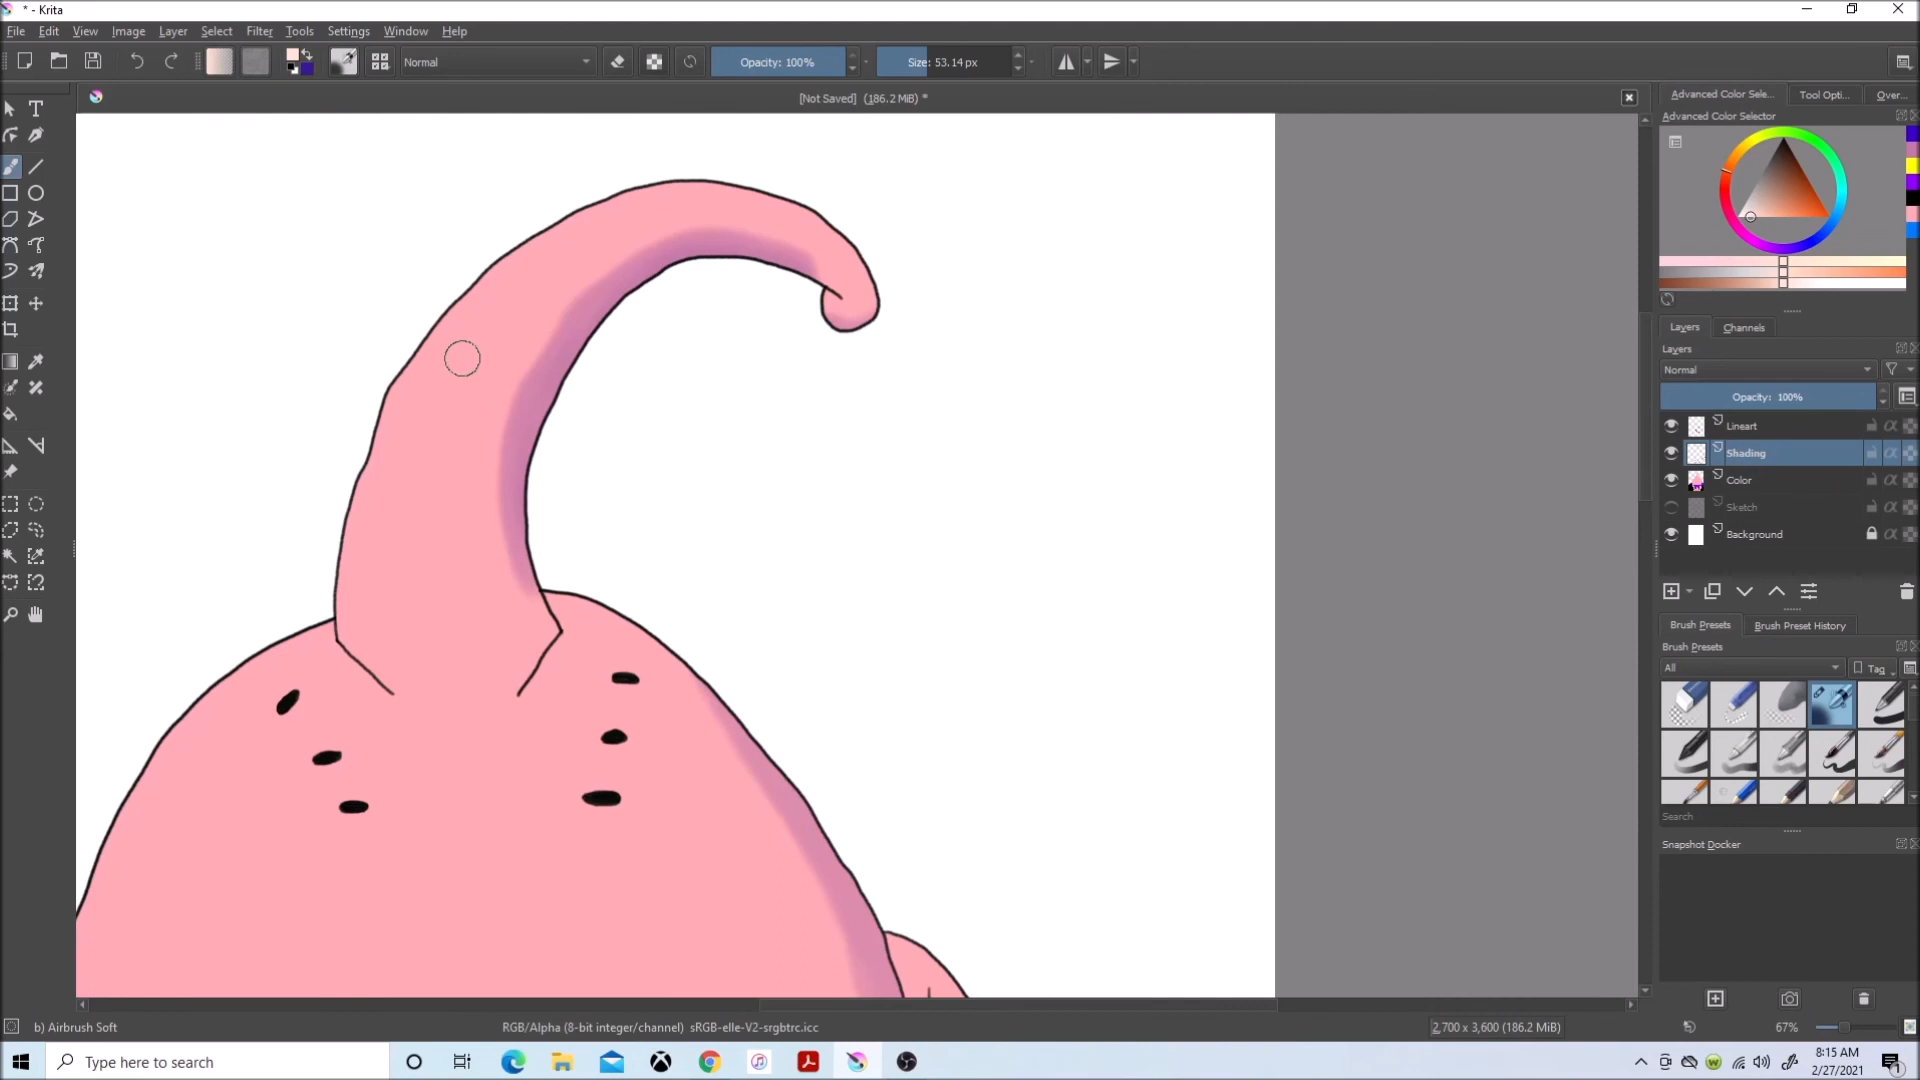 * - Krita
File Edit View Image Layer Select Filter Tools Settings Window Help
Normal Opacity: 100% Size: 53.14 px
[Not Saved] (186.2 MiB) *
Advanced Color Sele... Tool Opti... Over...
Advanced Color Selector
Layers Channels
Layers
Normal
Opacity: 100%
Lineart
Shading
Color
Sketch
Background
Brush Presets Brush Preset History
Brush Presets
All Tag
Search
Snapshot Docker
b) Airbrush Soft RGB/Alpha (8-bit integer/channel) sRGB-elle-V2-srgbtrc.icc 2,700 x 3,600 (186.2 MiB) 67%
Type here to search
8:15 AM
2/27/2021
1